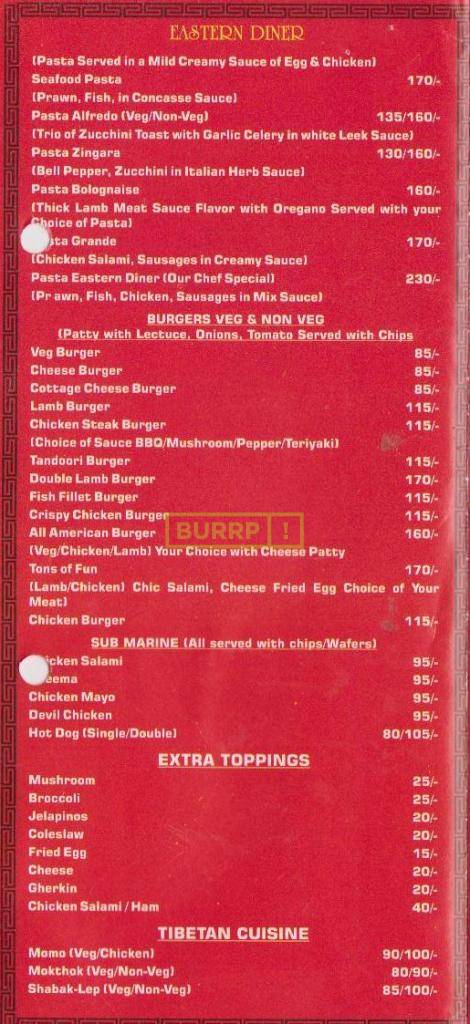 EASTERN DINER
(Pasta Served in a Mild Creamy Sauce of Egg & Chicken)
Seafood Pasta 170/-
(Prawn, Fish, in Concasse Sauce)
Pasta Alfredo (Veg/Non-Veg) 135/160/-
(Trio of Zucchini Toast with Garlic Celery in white Leek Sauce)
Pasta Zingara 130/160/-
(Bell Pepper, Zucchini in Italian Herb Sauce)
Pasta Bolognaise 160/-
(Thick Lamb Meat Sauce Flavor with Oregano Served with your
Choice of Pasta)
sta Grande 170/-
(Chicken Salami, Sausages in Creamy Sauce)
Pasta Eastern Diner (Our Chef Special) 230/-
(Prawn, Fish, Chicken, Sausages in Mix Sauce)
BURGERS VEG & NON VEG
(Patty with Lectuce, Onions, Tomato Served with Chips
Veg Burger 85/-
Cheese Burger 85/-
Cottage Cheese Burger 85/-
Lamb Burger 115/-
Chicken Steak Burger 115/-
(Choice of Sauce BBQ/Mushroom/Pepper/Teriyaki)
Tandoori Burger 115/-
Double Lamb Burger 170/-
Fish Fillet Burger 115/-
Crispy Chicken Burger 115/-
All American Burger 160/-
BURRP!
(Veg/Chicken/Lamb) Your Choice with Cheese Patty
Tons of Fun 170/-
(Lamb/Chicken) Chic Salami, Cheese Fried Egg Choice of Your
Meat)
Chicken Burger 115/-
SUB MARINE (All served with chips/Wafers)
icken Salami 95/-
eema 95/-
Chicken Mayo 95/-
Devil Chicken 95/-
Hot Dog (Single/Double) 80/105/-
EXTRA TOPPINGS
Mushroom 25/-
Broccoli 25/-
Jelapinos 20/-
Coleslaw 20/-
Fried Egg 15/-
Cheese 20/-
Gherkin 20/-
Chicken Salami / Ham 40/-
TIBETAN CUISINE
Momo (Veg/Chicken) 90/100/-
Mokthok (Veg/Non-Veg) 80/90/-
Shabak-Lep (Veg/Non-Veg) 85/100/-